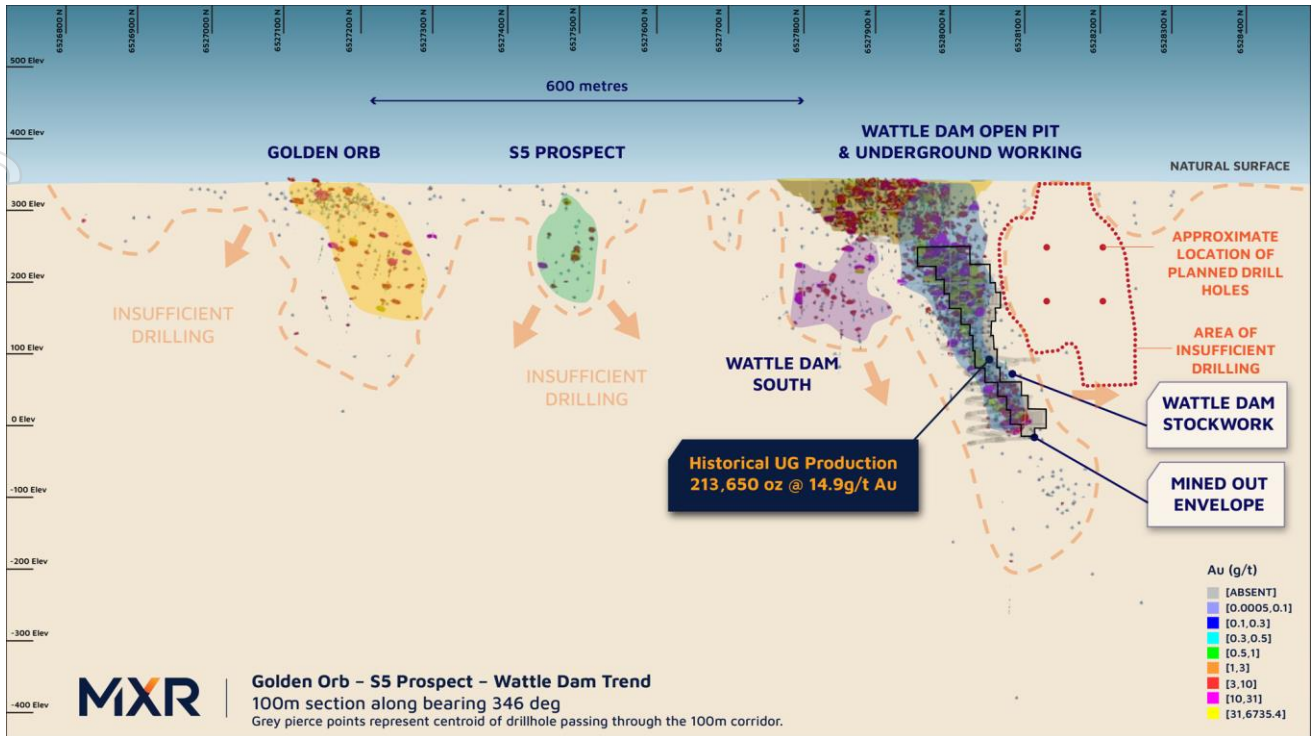 6526800 N
6526900 N
6527000 N
6527100 N
6527200 N
6527300 N
6527400 N
6527500 N
6527600 N
6527700 N
6527800 N
6527900 N
6528000 N
6528100 N
6528200 N
6528300 N
6528400 N
500 Elev
600 metres
400 Elev
GOLDEN ORB
S5 PROSPECT
WATTLE DAM OPEN PIT
& UNDERGROUND WORKING
NATURAL SURFACE
300 Elev
APPROXIMATE
LOCATION OF
PLANNED DRILL
HOLES
200 Elev
INSUFFICIENT
DRILLING
AREA OF
INSUFFICIENT
DRILLING
100 Elev
INSUFFICIENT
DRILLING
WATTLE DAM
SOUTH
WATTLE DAM
STOCKWORK
0 Elev
Historical UG Production
213,650 oz @ 14.9g/t Au
MINED OUT
ENVELOPE
-100 Elev
-200 Elev
-300 Elev
-400 Elev
Au (g/t)
[ABSENT]
[0.0005,0.1]
[0.1,0.3]
[0.3,0.5]
[0.5,1]
[1,3]
[3,10]
[10,31]
[31,6735.4]
MXR
Golden Orb – S5 Prospect – Wattle Dam Trend
100m section along bearing 346 deg
Grey pierce points represent centroid of drillhole passing through the 100m corridor.